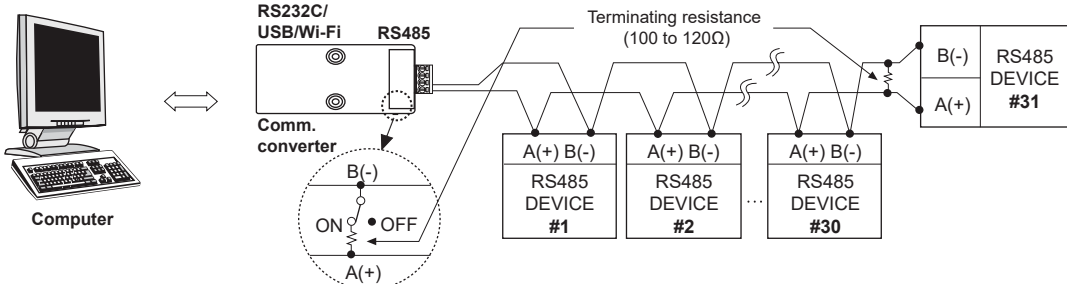 RS232C/
USB/Wi-Fi
RS485
Terminating resistance
(100 to 120Ω)
B(-)
A(+)
RS485
DEVICE
#31
Comm.
converter
Computer
B(-)
ON
OFF
A(+)
A(+) B(-)
RS485
DEVICE
#1
A(+) B(-)
RS485
DEVICE
#2
...
A(+) B(-)
RS485
DEVICE
#30